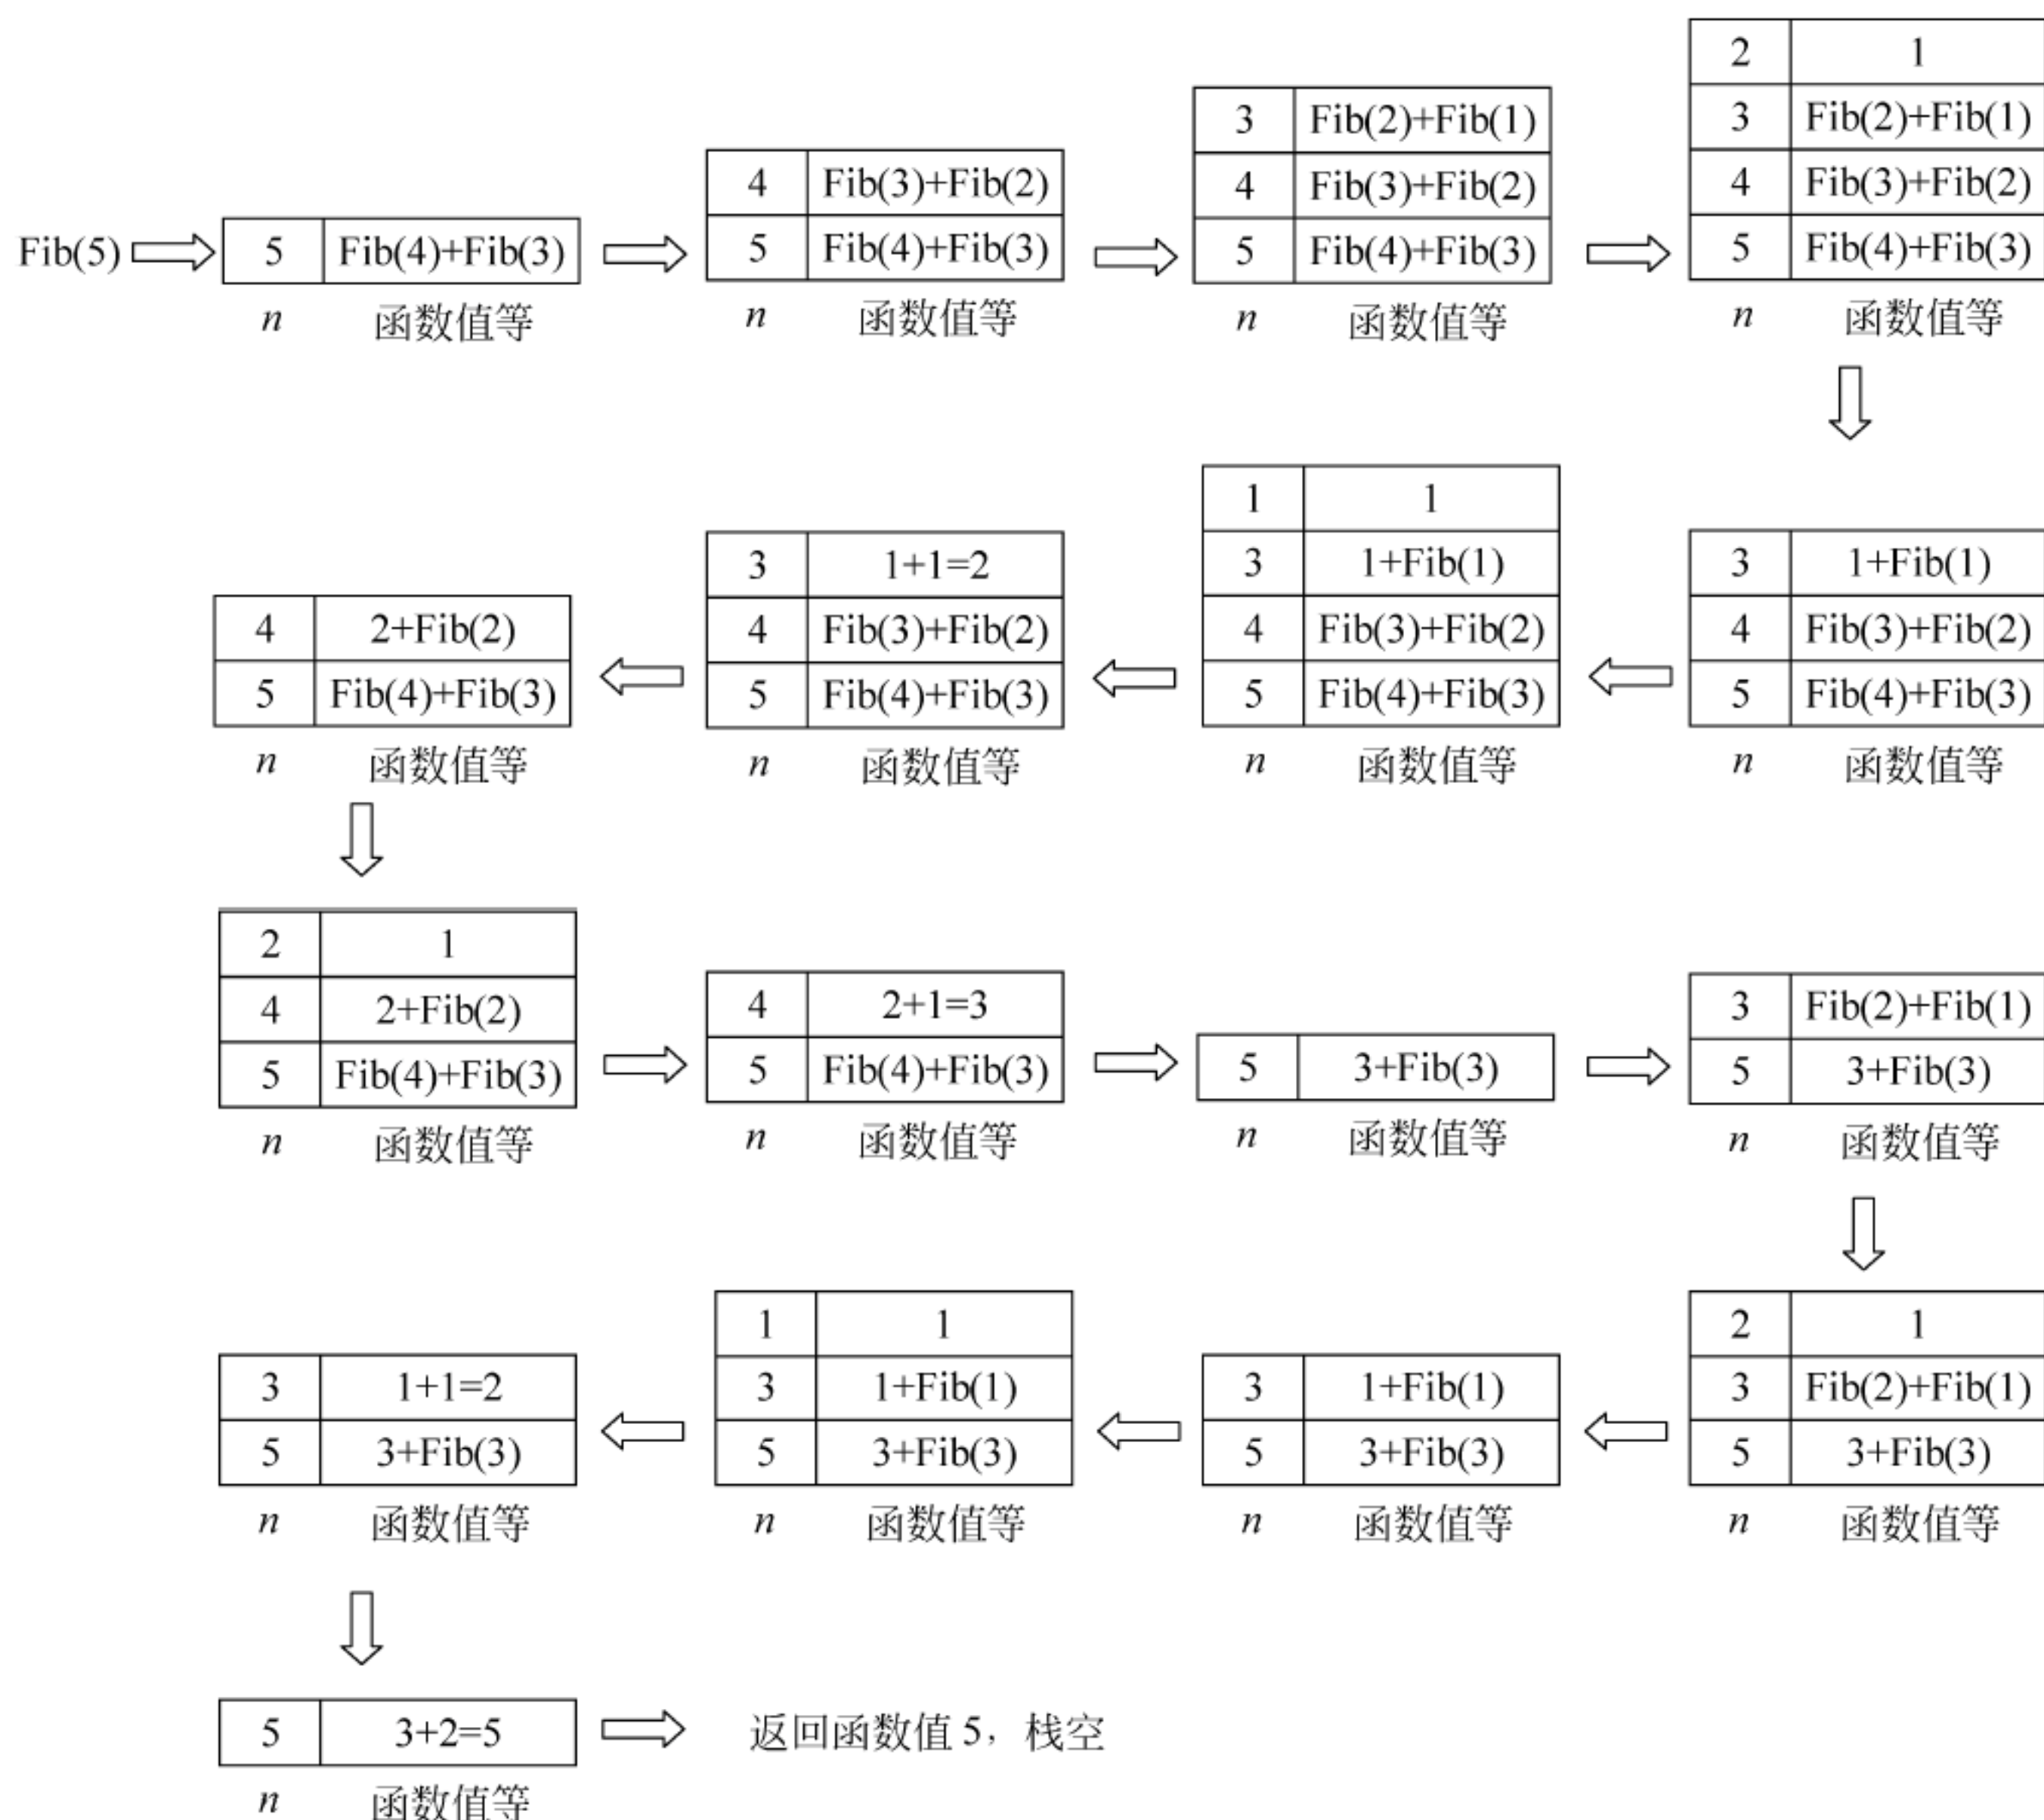 Fib(5)
5 Fib(4)+Fib(3)
n 函数值等
4 Fib(3)+Fib(2)
5 Fib(4)+Fib(3)
n 函数值等
3 Fib(2)+Fib(1)
4 Fib(3)+Fib(2)
5 Fib(4)+Fib(3)
n 函数值等
2 1
3 Fib(2)+Fib(1)
4 Fib(3)+Fib(2)
5 Fib(4)+Fib(3)
n 函数值等
3 1+Fib(1)
4 Fib(3)+Fib(2)
5 Fib(4)+Fib(3)
n 函数值等
1 1
3 1+Fib(1)
4 Fib(3)+Fib(2)
5 Fib(4)+Fib(3)
n 函数值等
3 1+1=2
4 Fib(3)+Fib(2)
5 Fib(4)+Fib(3)
n 函数值等
4 2+Fib(2)
5 Fib(4)+Fib(3)
n 函数值等
2 1
4 2+Fib(2)
5 Fib(4)+Fib(3)
n 函数值等
4 2+1=3
5 Fib(4)+Fib(3)
n 函数值等
5 3+Fib(3)
n 函数值等
3 Fib(2)+Fib(1)
5 3+Fib(3)
n 函数值等
2 1
3 Fib(2)+Fib(1)
5 3+Fib(3)
n 函数值等
3 1+Fib(1)
5 3+Fib(3)
n 函数值等
1 1
3 1+Fib(1)
5 3+Fib(3)
n 函数值等
3 1+1=2
5 3+Fib(3)
n 函数值等
5 3+2=5
n 函数值等
返回函数值 5，栈空